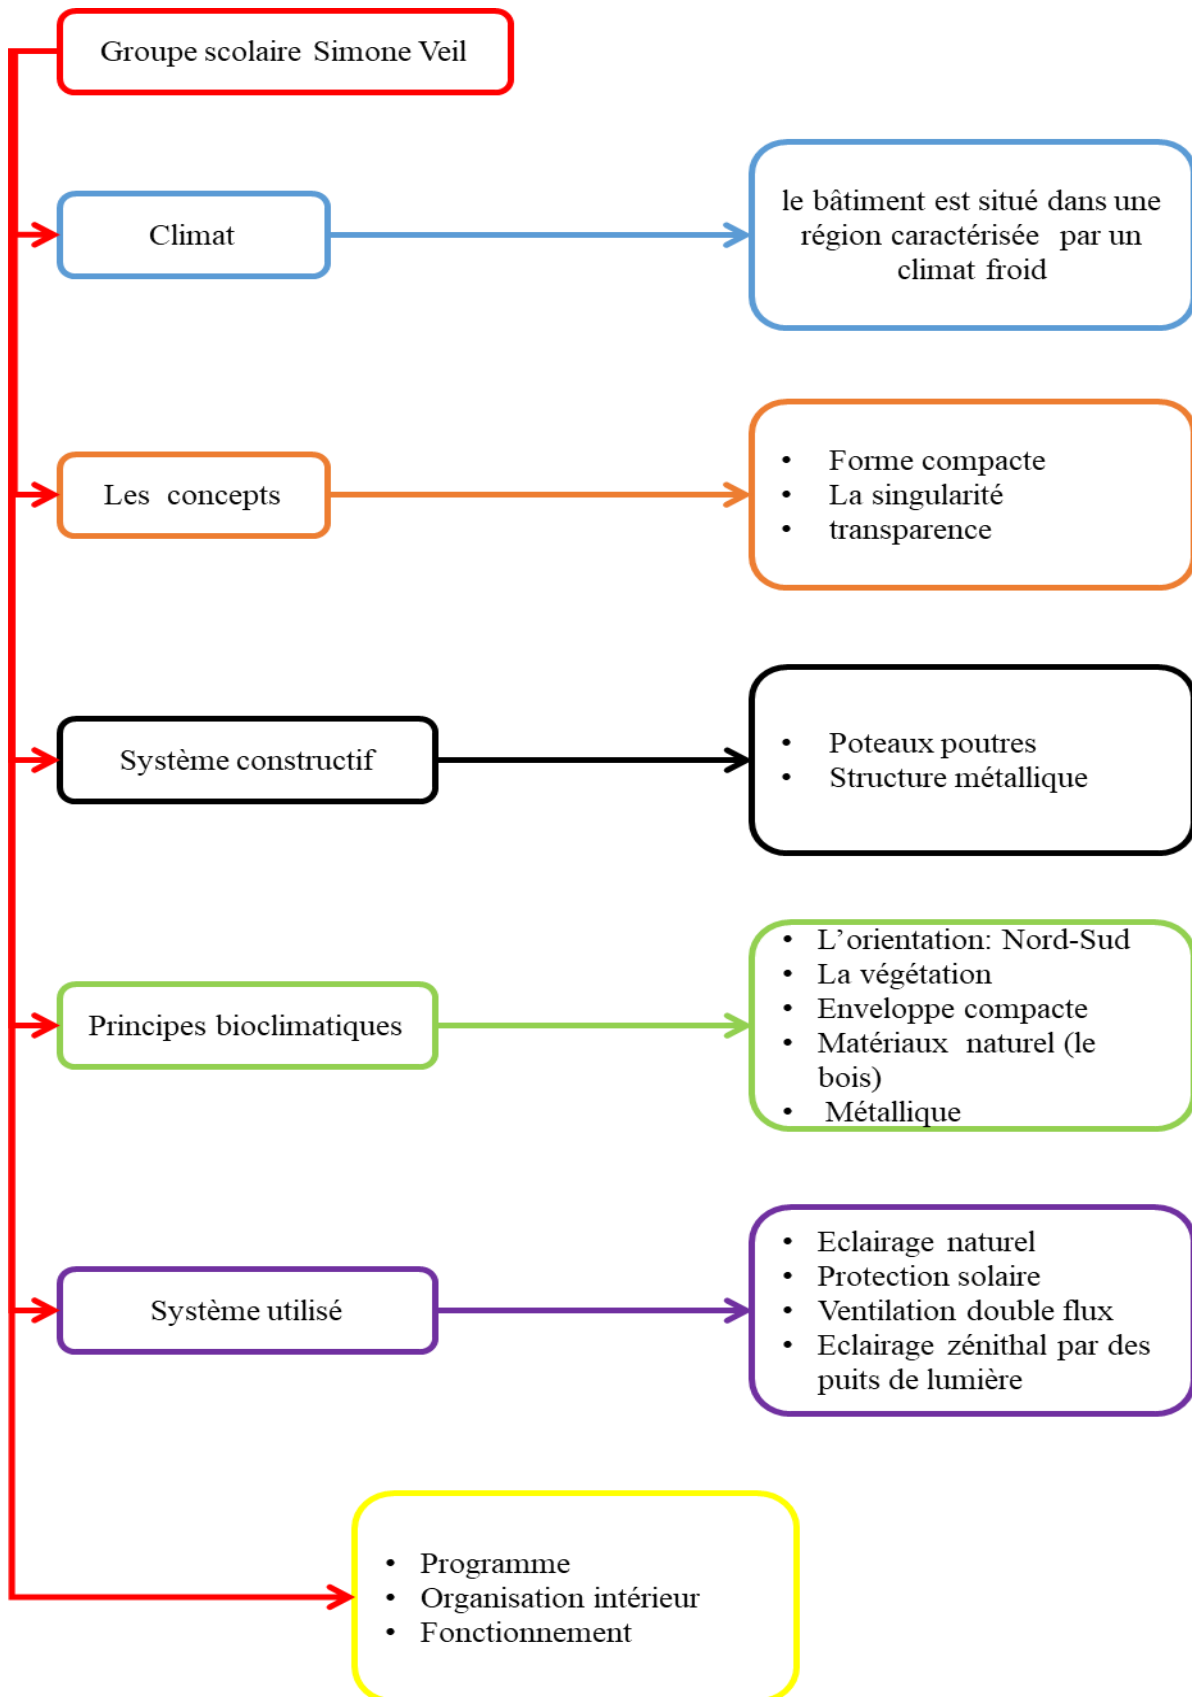 Groupe scolaire Simone Veil
Climat
le bâtiment est situé dans une
région caractérisée par un
climat froid
Les concepts
• Forme compacte
• La singularité
• transparence
Système constructif
• Poteaux poutres
• Structure métallique
Principes bioclimatiques
• L’orientation: Nord-Sud
• La végétation
• Enveloppe compacte
• Matériaux naturel (le
bois)
• Métallique
Système utilisé
• Eclairage naturel
• Protection solaire
• Ventilation double flux
• Eclairage zénithal par des
puits de lumière
• Programme
• Organisation intérieur
• Fonctionnement